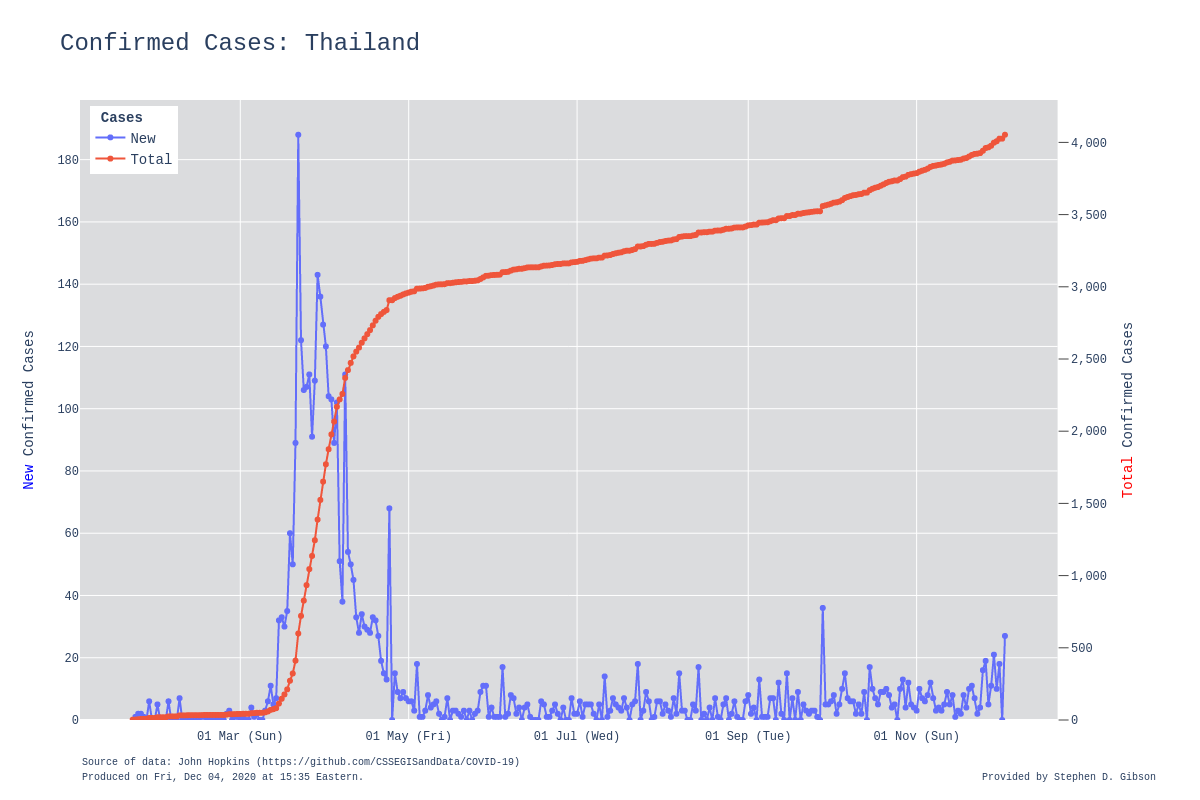 Confirmed Cases: Thailand
Cases
New
Total
180
160
140
120
100
80
60
40
20
0
4,000
3,500
3,000
2,500
2,000
1,500
1,000
500
0
New Confirmed Cases
Total Confirmed Cases
01 Mar (Sun)
01 May (Fri)
01 Jul (Wed)
01 Sep (Tue)
01 Nov (Sun)
Source of data: John Hopkins (https://github.com/CSSEGISandData/COVID-19)
Produced on Fri, Dec 04, 2020 at 15:35 Eastern.
Provided by Stephen D. Gibson